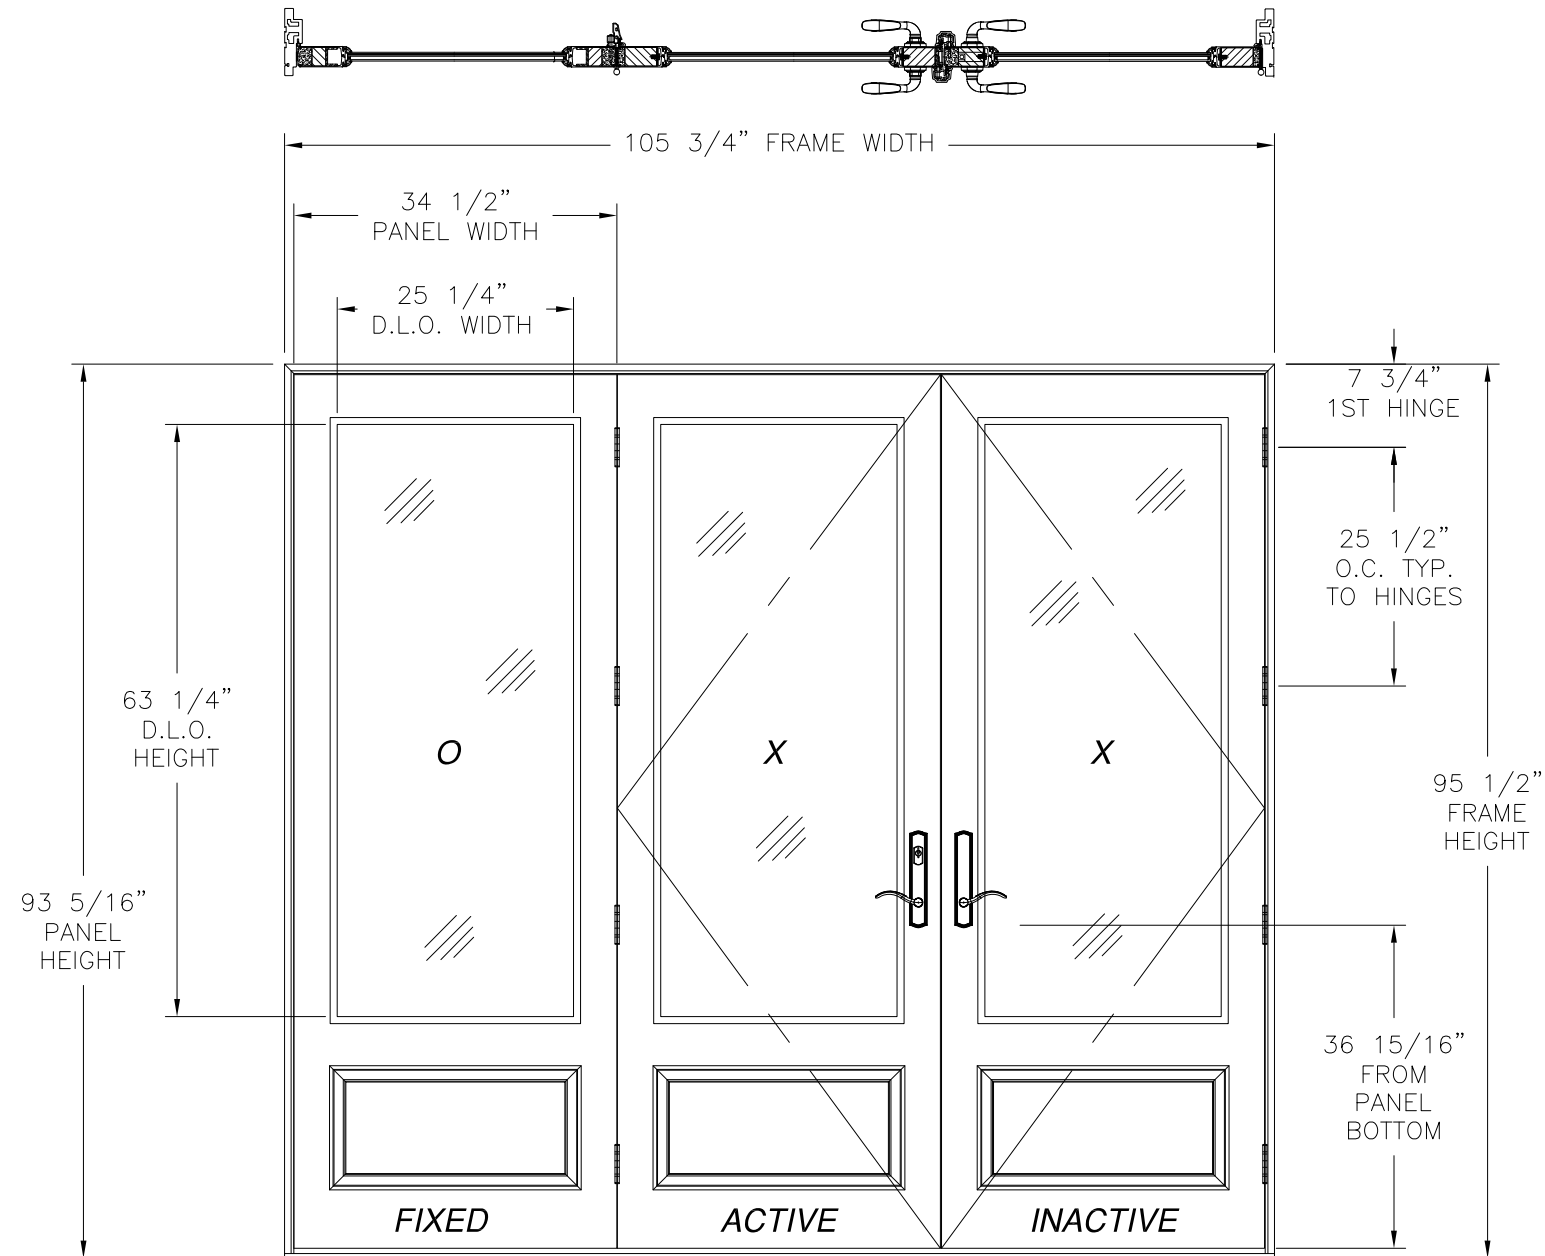 105 3/4” FRAME WIDTH
34 1/2”
PANEL WIDTH
25 1/4”
D.L.O. WIDTH
7 3/4”
1ST HINGE
25 1/2”
O.C. TYP.
TO HINGES
63 1/4”
D.L.O.
HEIGHT
O
X
X
95 1/2”
FRAME
HEIGHT
93 5/16”
PANEL
HEIGHT
36 15/16”
FROM
PANEL
BOTTOM
FIXED
ACTIVE
INACTIVE